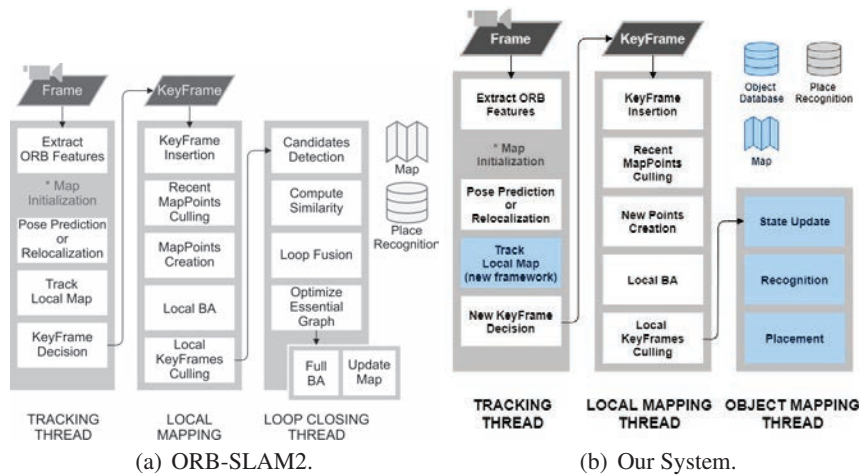 Frame
KeyFrame
Extract
ORB Features
* Map
Initialization
Pose Prediction
or
Relocalization
Track
Local Map
KeyFrame
Decision
TRACKING
THREAD
KeyFrame
Insertion
Recent
MapPoints
Culling
MapPoints
Creation
Local BA
Local
KeyFrames
Culling
LOCAL
MAPPING
Candidates
Detection
Compute
Similarity
Loop Fusion
Optimize
Essential
Graph
Full
BA
Update
Map
LOOP CLOSING
THREAD
Map
Place
Recognition
(a) ORB-SLAM2.
Frame
KeyFrame
Extract ORB
Features
* Map
Initialization
Pose Prediction
or
Relocalization
Track
Local Map
(new framework)
New KeyFrame
Decision
TRACKING
THREAD
KeyFrame
Insertion
Recent
MapPoints
Culling
New Points
Creation
Local BA
Local
KeyFrames
Culling
LOCAL MAPPING
THREAD
Object
Database
Place
Recognition
Map
State Update
Recognition
Placement
OBJECT MAPPING
THREAD
(b) Our System.